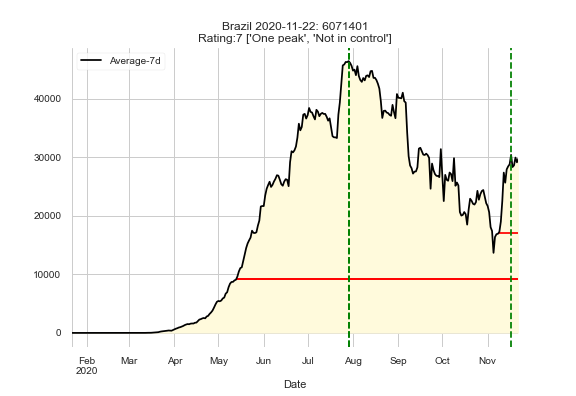 Brazil 2020-11-22: 6071401
Rating:7 ['One peak', 'Not in control']
Average-7d
40000
30000
20000
10000
0
Feb Mar Apr May Jun Jul Aug Sep Oct Nov
2020
Date